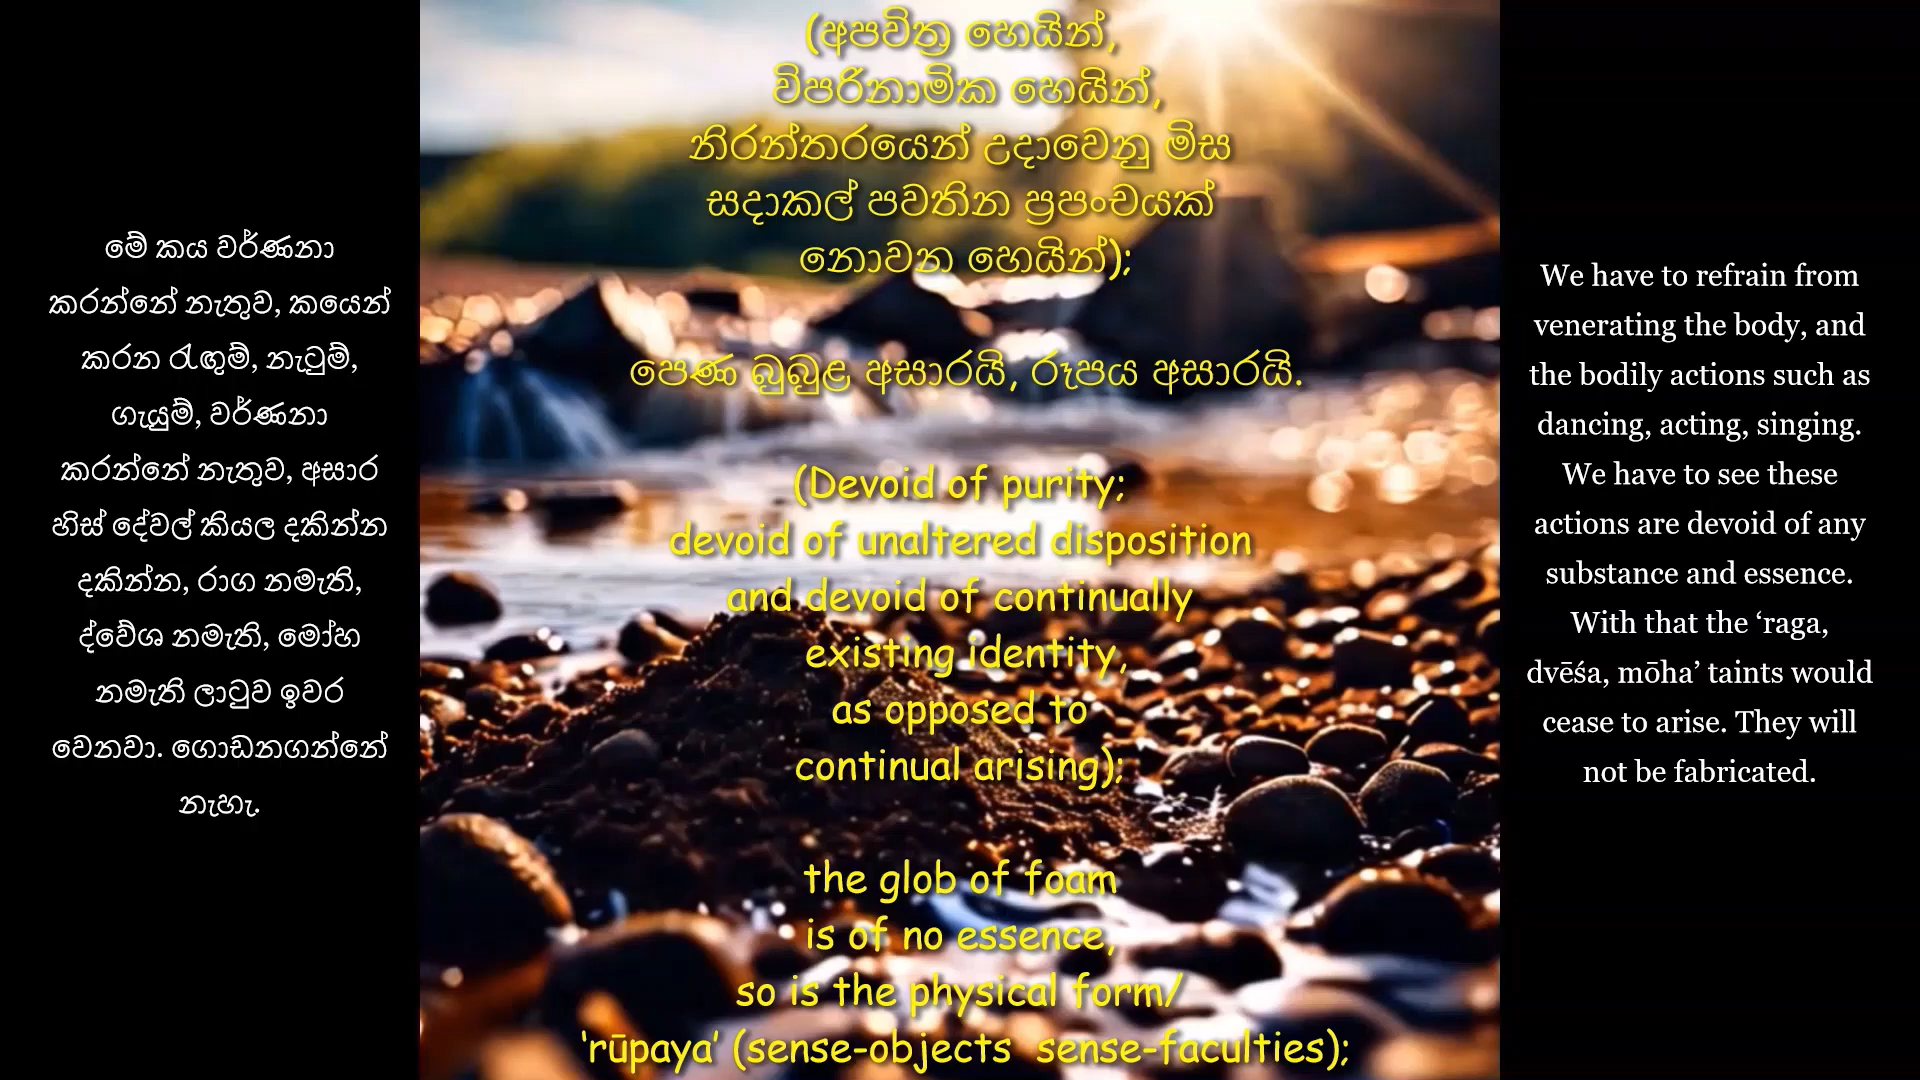 මේ කය වර්ණනා
කරන්නේ නැතුව, කයෙන්
කරන රැඟුම්, නැටුම්,
ගැයුම්, වර්ණනා
කරන්නේ නැතුව, අසාර
හිස් දේවල් කියල දකින්න
දකින්න, රාග නමැති,
ද්වේශ නමැති, මෝහ
නමැති ලාටුව ඉවර
වෙනවා. ගොඩනගන්නේ
නැහැ.
(අපවිත්‍ර හෙයින්,
විපරිනාමික හෙයින්,
නිරන්තරයෙන් උදාවෙනු මිස
සදාකල් පවතින ප්‍රපංචයක්
නොවන හෙයින්);
පෙණ බුබුළ අසාරයි, රූපය අසාරයි.
(Devoid of purity;
devoid of unaltered disposition
and devoid of continually
existing identity,
as opposed to
continual arising);
the glob of foam
is of no essence,
so is the physical form/
‘rūpaya’ (sense-objects sense-faculties);
We have to refrain from
venerating the body, and
the bodily actions such as
dancing, acting, singing.
We have to see these
actions are devoid of any
substance and essence.
With that the ‘raga,
dvēśa, mōha’ taints would
cease to arise. They will
not be fabricated.